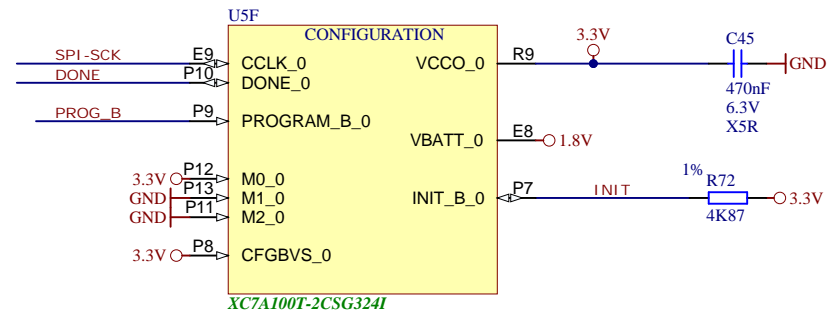 U5F
CONFIGURATION
SPI-SCK E9 CCLK_0
DONE P10 DONE_0
PROG_B P9 PROGRAM_B_0
3.3V P12 M0_0
GND P13 M1_0
GND P11 M2_0
3.3V P8 CFGBVS_0
VCCO_0 R9 3.3V C45 GND
470nF
6.3V
X5R
VBATT_0 E8 1.8V
INIT_B_0 P7 INIT 1% R72 3.3V
4K87
XC7A100T-2CSG324I